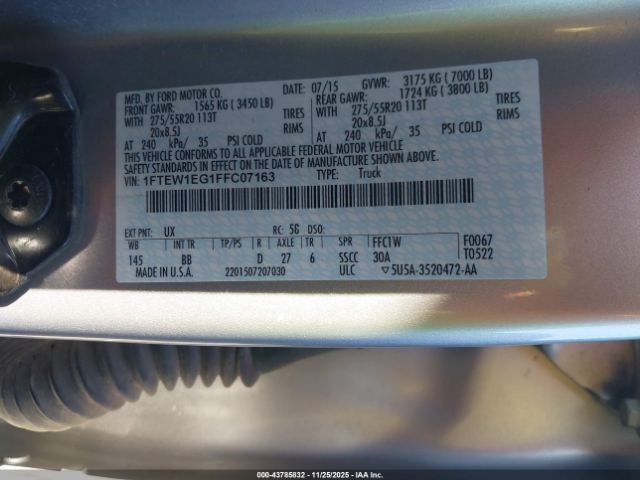 MFD. BY FORD MOTOR CO. DATE: 07/15 GVWR: 3175 KG ( 7000 LB)
FRONT GAWR: 1565 KG ( 3450 LB) REAR GAWR: 1724 KG ( 3800 LB)
WITH 275/55R20 113T TIRES WITH 275/55R20 113T TIRES
20x8.5J RIMS 20x8.5J RIMS
AT 240 kPa/ 35 PSI COLD AT 240 kPa/ 35 PSI COLD
THIS VEHICLE CONFORMS TO ALL APPLICABLE FEDERAL MOTOR VEHICLE
SAFETY STANDARDS IN EFFECT ON THE DATE OF MANUFACTURE SHOWN ABOVE.
VIN: 1FTEW1EG1FFC07163 TYPE: Truck
EXT PNT: UX RC: 56 DSO: F0067
WB INT TR TP/PS R AXLE TR SPR FFC1W T0522
145 BB D 27 6 SSCC 30A
MADE IN U.S.A. 2201507207030 ULC ▽5U5A-3520472-AA
000-43785832 - 11/25/2025 - IAAI.COM